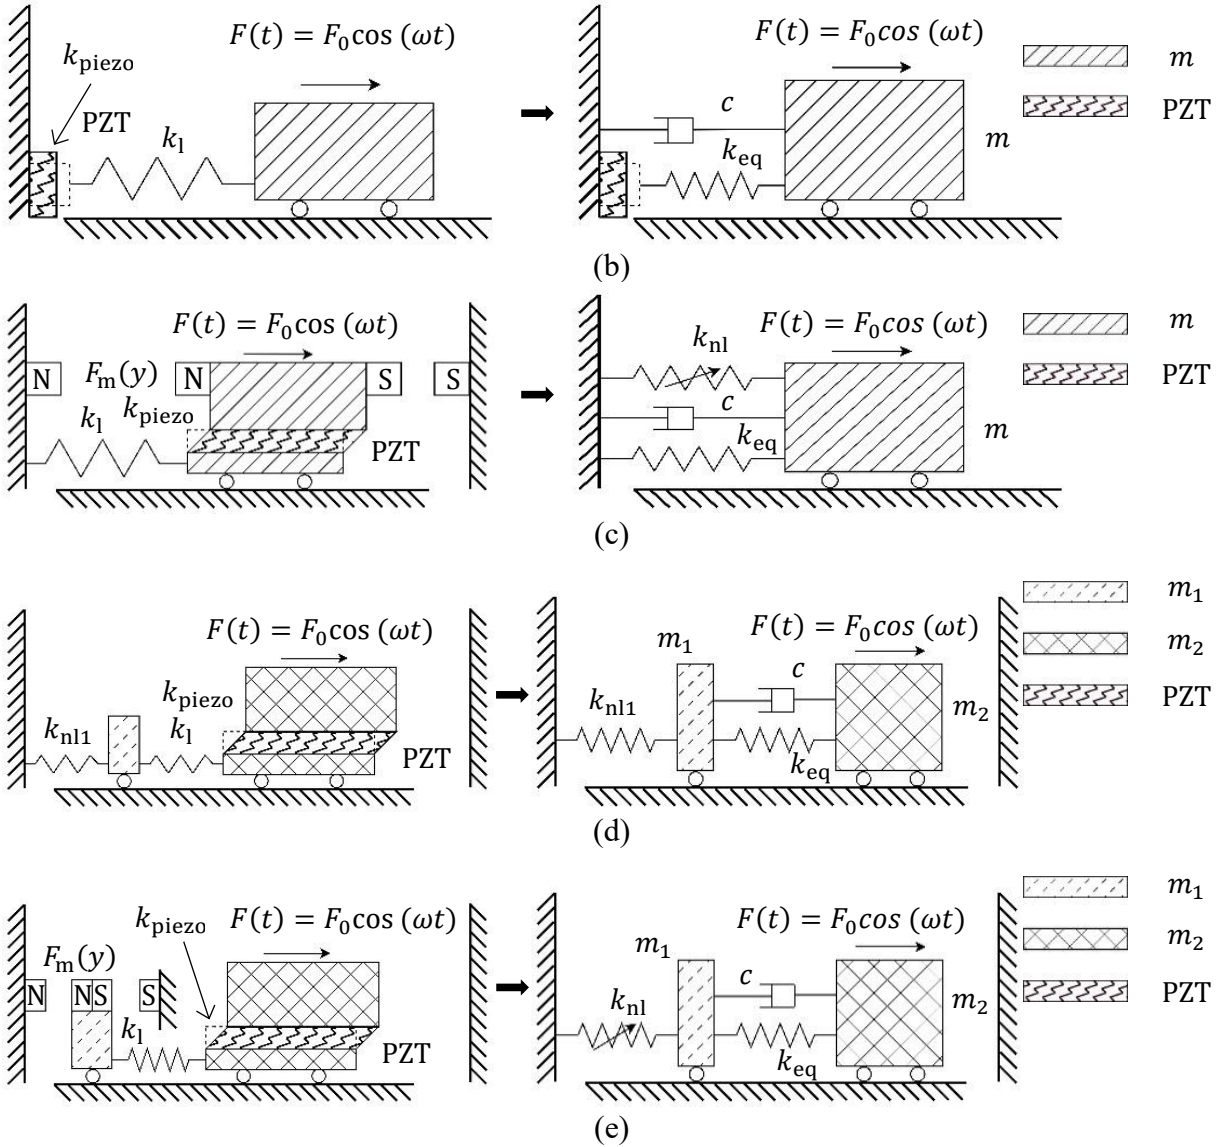 F(t) = F₀cos (ωt)
k_piezo
PZT
k_l
F(t) = F₀cos (ωt)
c
k_eq
m
m
PZT
(b)
F(t) = F₀cos (ωt)
N
F_m(y)
N
S
S
k_piezo
k_l
PZT
F(t) = F₀cos (ωt)
k_nl
c
k_eq
m
m
PZT
(c)
F(t) = F₀cos (ωt)
k_piezo
k_nl1
k_l
PZT
F(t) = F₀cos (ωt)
m₁
c
k_nl1
m₂
k_eq
m₁
m₂
PZT
(d)
k_piezo
F(t) = F₀cos (ωt)
F_m(y)
N
NS
S
k_l
PZT
F(t) = F₀cos (ωt)
m₁
c
k_nl
m₂
k_eq
m₁
m₂
PZT
(e)